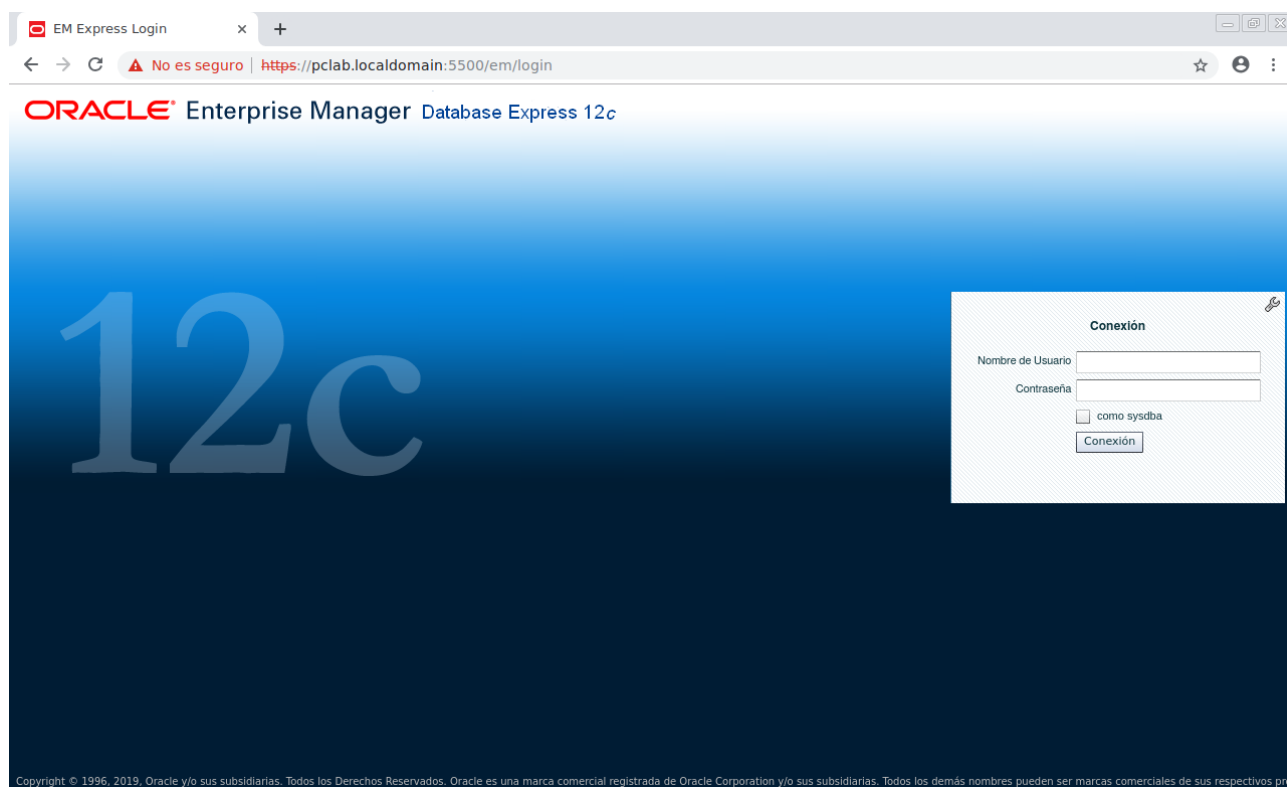 EM Express Login
No es seguro | https://pclab.localdomain:5500/em/login
ORACLE® Enterprise Manager Database Express 12c
12c
Conexión
Nombre de Usuario
Contraseña
como sysdba
Conexión
Copyright © 1996, 2019, Oracle y/o sus subsidiarias. Todos los Derechos Reservados. Oracle es una marca comercial registrada de Oracle Corporation y/o sus subsidiarias. Todos los demás nombres pueden ser marcas comerciales de sus respectivos